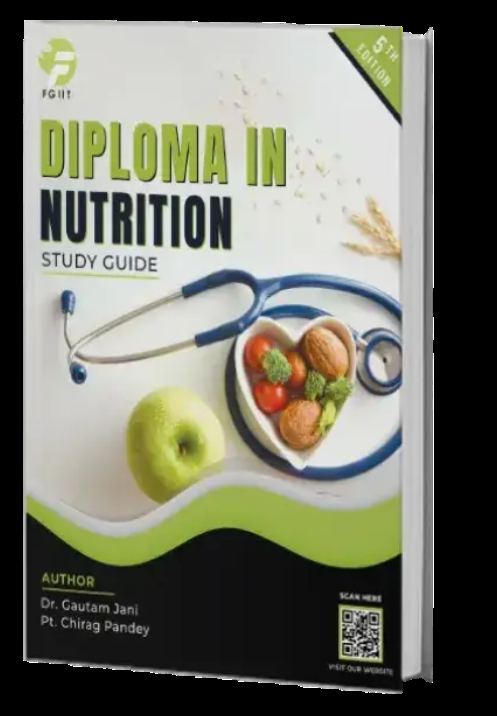 FGIIT
5TH
EDITION
DIPLOMA IN
NUTRITION
STUDY GUIDE
AUTHOR
Dr. Gautam Jani
Pt. Chirag Pandey
SCAN HERE
VISIT OUR WEBSITE